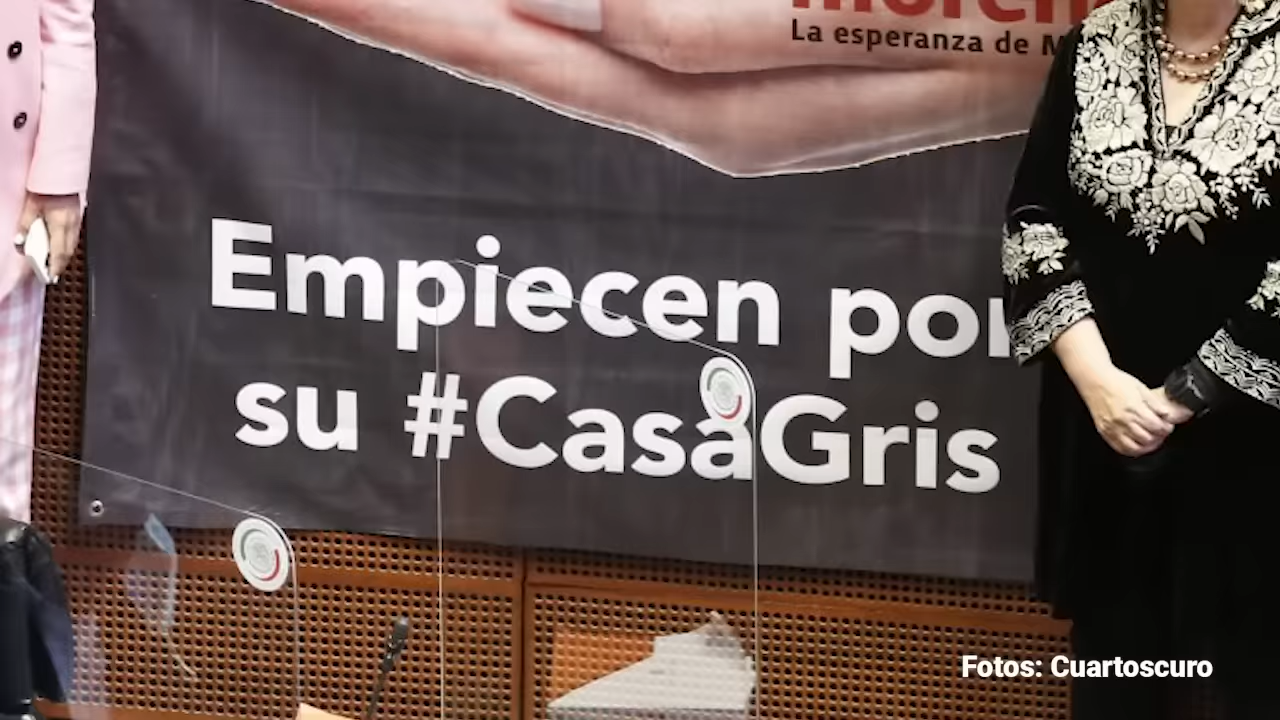 La esperanza de
Empiecen por
su #CasaGris
Fotos: Cuartoscuro